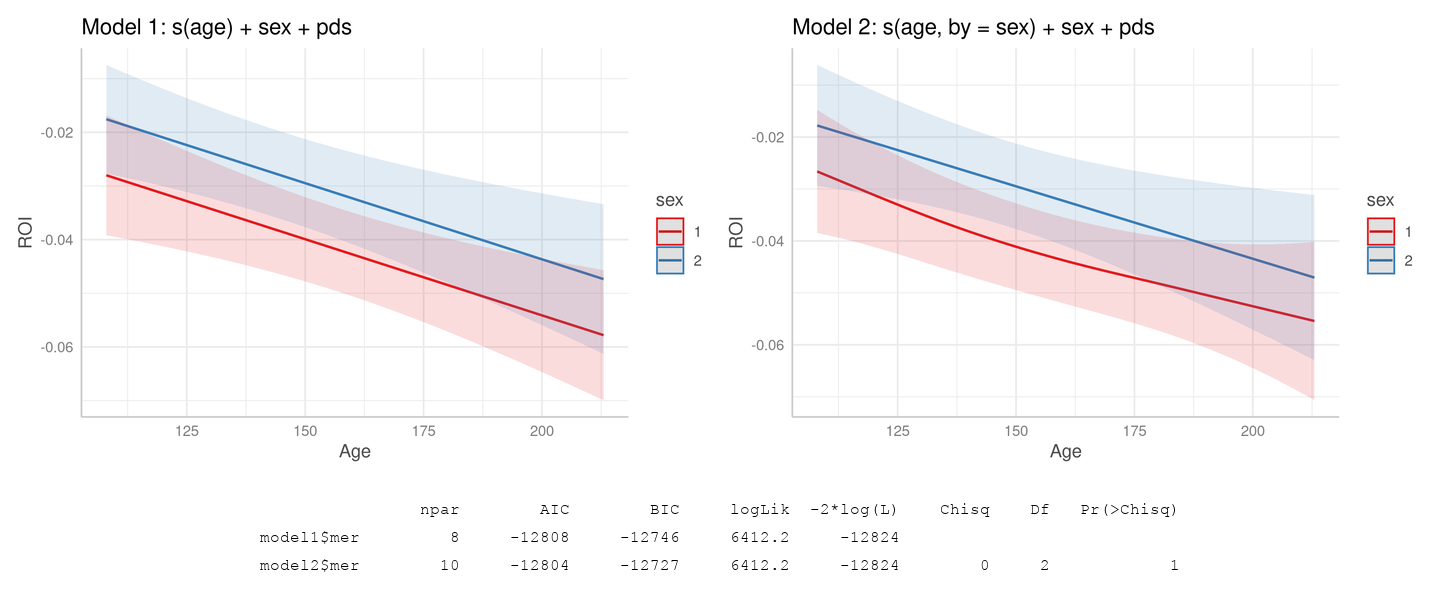 Model 1: s(age) + sex + pds
-0.02
-0.04
-0.06
ROI
125 150 175 200
Age
sex
1
2
Model 2: s(age, by = sex) + sex + pds
-0.02
-0.04
-0.06
ROI
125 150 175 200
Age
sex
1
2
npar AIC BIC logLik -2*log(L) Chisq Df Pr(>Chisq)
model1$mer 8 -12808 -12746 6412.2 -12824
model2$mer 10 -12804 -12727 6412.2 -12824 0 2 1